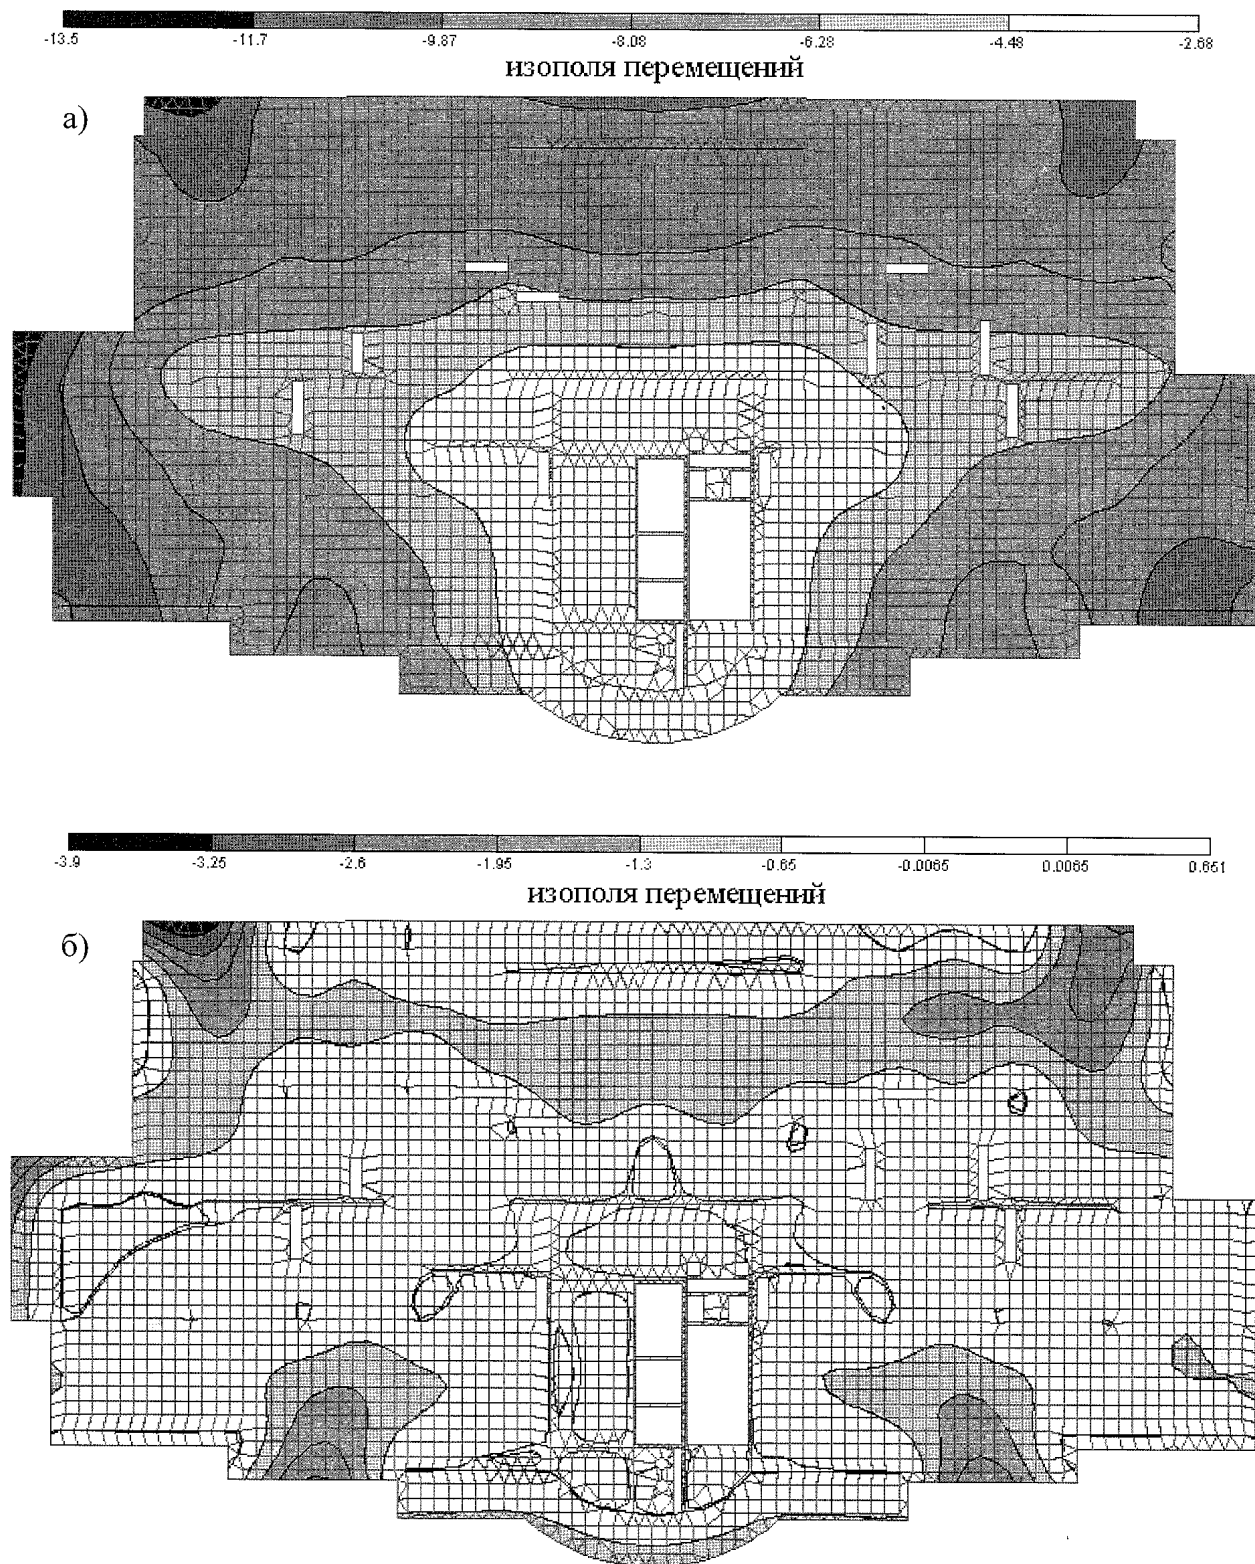 -13.5 -11.7 -9.87 -8.08 -6.28 -4.48 -2.68
изополя перемещений
а)
-3.9 -3.25 -2.6 -1.95 -1.3 -0.65 -0.0065 0.0065 0.651
изополя перемещений
б)